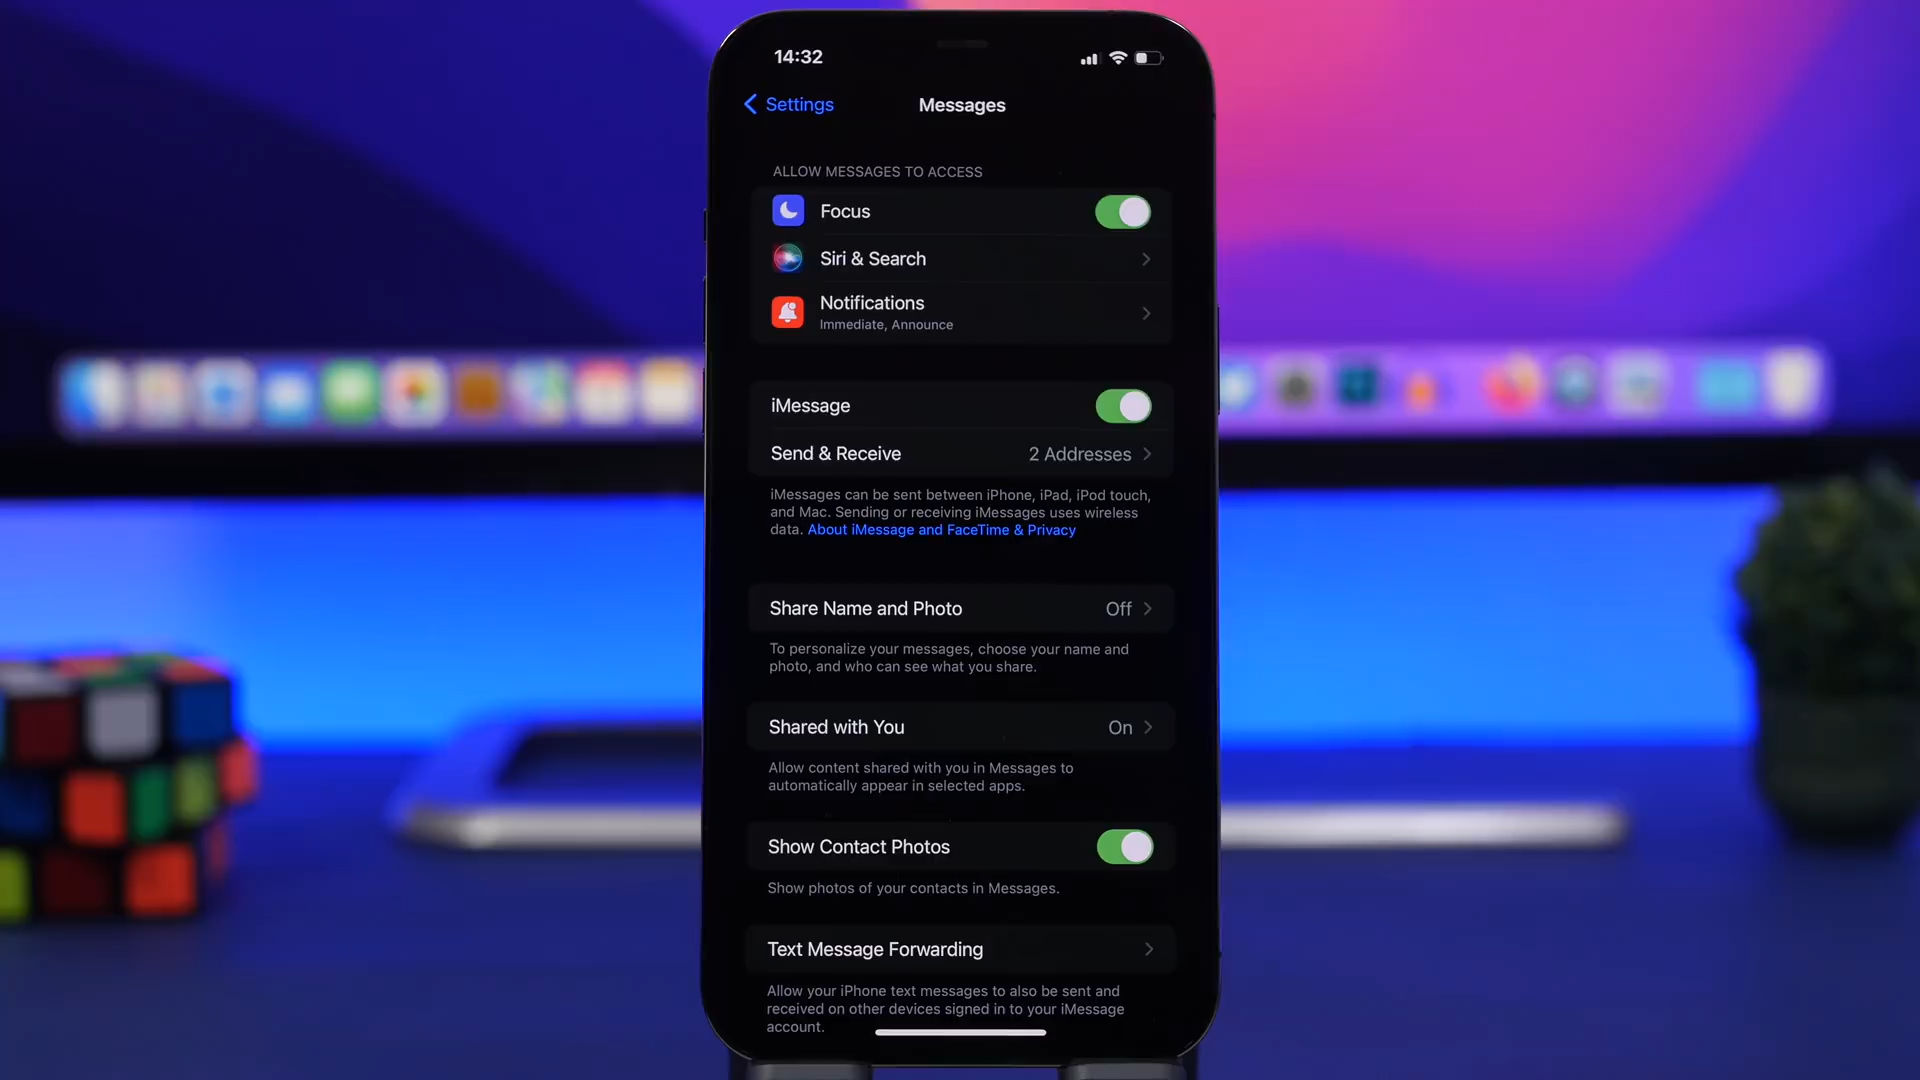 14:32
Settings
Messages
ALLOW MESSAGES TO ACCESS
Focus
Siri & Search
Notifications
Immediate, Announce
iMessage
Send & Receive 2 Addresses
iMessages can be sent between iPhone, iPad, iPod touch,
and Mac. Sending or receiving iMessages uses wireless
data. About iMessage and FaceTime & Privacy
Share Name and Photo Off
To personalize your messages, choose your name and
photo, and who can see what you share.
Shared with You On
Allow content shared with you in Messages to
automatically appear in selected apps.
Show Contact Photos
Show photos of your contacts in Messages.
Text Message Forwarding
Allow your iPhone text messages to also be sent and
received on other devices signed in to your iMessage
account.